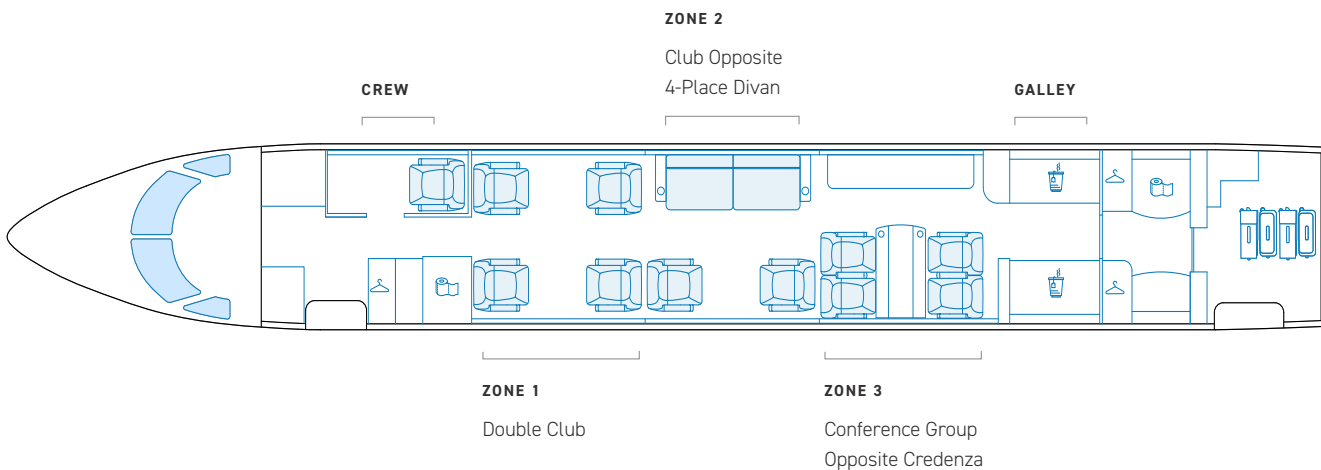 ZONE 2
Club Opposite
4-Place Divan
CREW
GALLEY
ZONE 1
Double Club
ZONE 3
Conference Group
Opposite Credenza